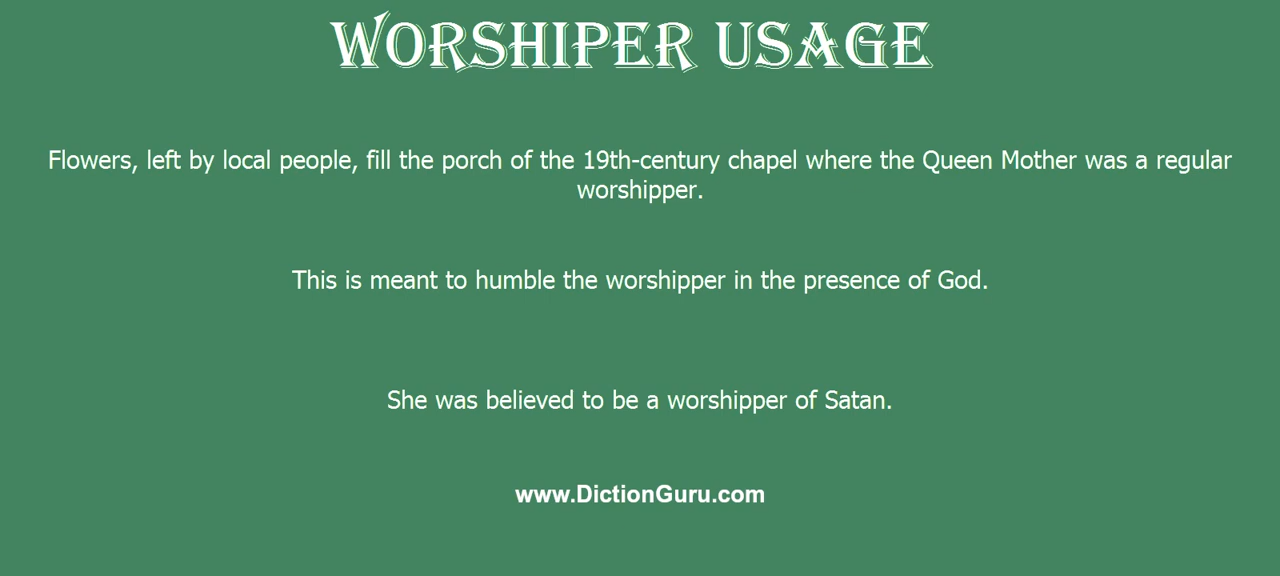 WORSHIPER USAGE
Flowers, left by local people, fill the porch of the 19th-century chapel where the Queen Mother was a regular
worshipper.
This is meant to humble the worshipper in the presence of God.
She was believed to be a worshipper of Satan.
www.DictionGuru.com